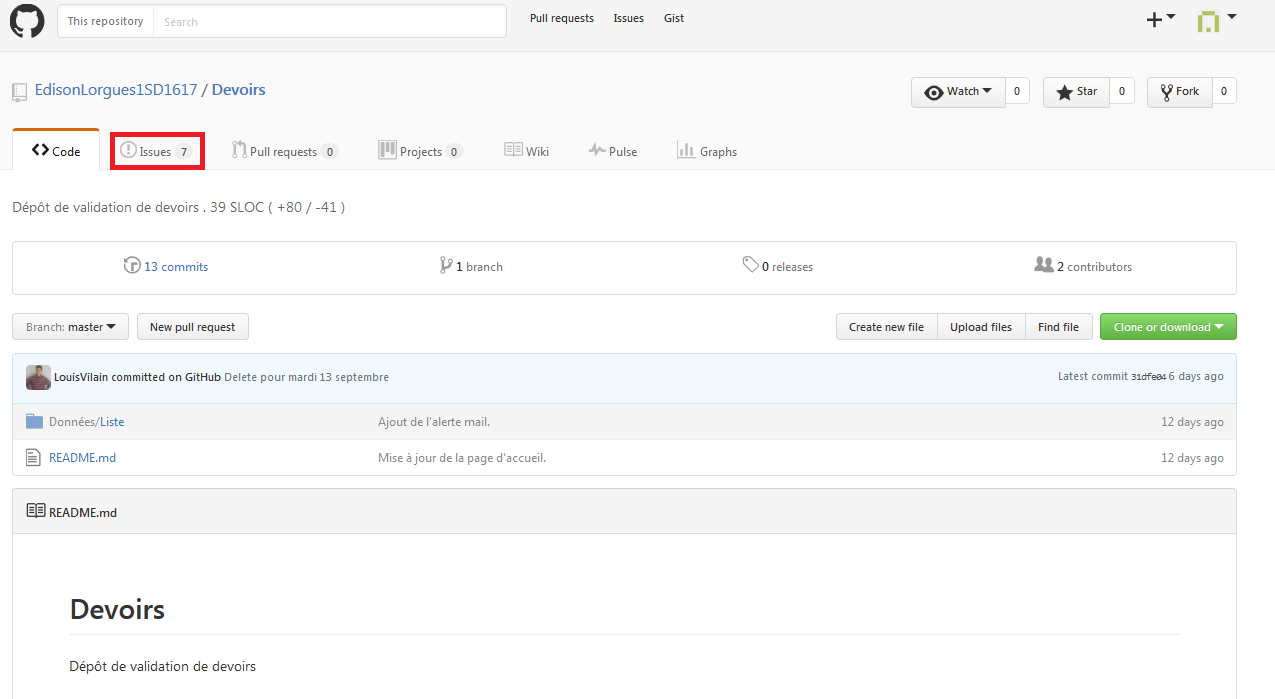 This repository Search Pull requests Issues Gist
EdisonLorgues1SD1617 / Devoirs Watch 0 Star 0 Fork 0
Code Issues 7 Pull requests 0 Projects 0 Wiki Pulse Graphs
Dépôt de validation de devoirs . 39 SLOC ( +80 / -41 )
13 commits 1 branch 0 releases 2 contributors
Branch: master New pull request Create new file Upload files Find file Clone or download
LouisVilain committed on GitHub Delete pour mardi 13 septembre Latest commit 31dfe04 6 days ago
Données/Liste Ajout de l'alerte mail. 12 days ago
README.md Mise à jour de la page d'accueil. 12 days ago
README.md
Devoirs
Dépôt de validation de devoirs